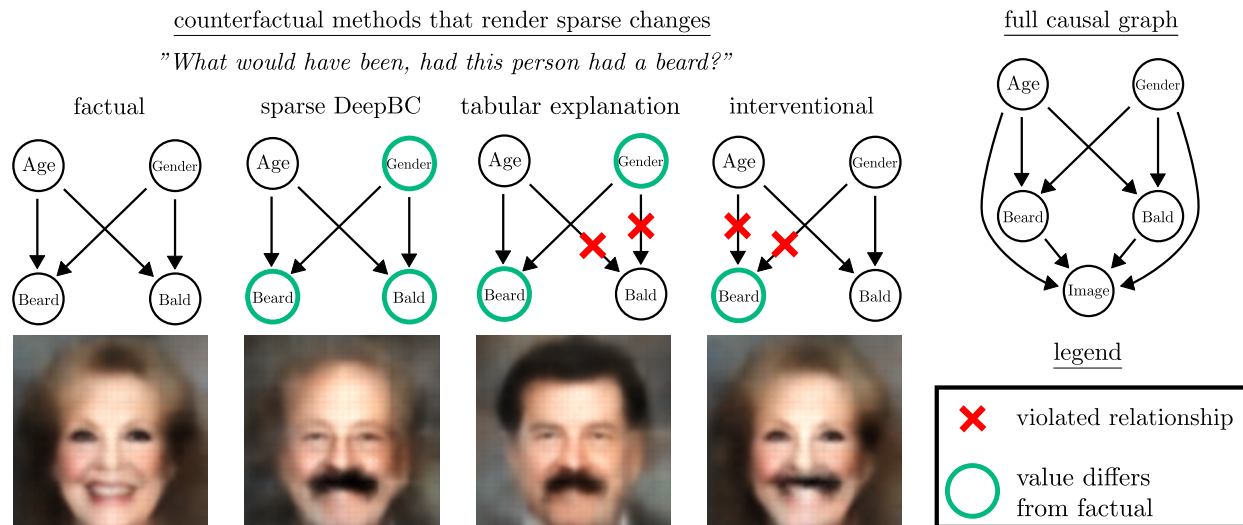 counterfactual methods that render sparse changes
"What would have been, had this person had a beard?"
factual
sparse DeepBC
tabular explanation
interventional
Age
Gender
Beard
Bald
Age
Gender
Beard
Bald
Age
Gender
Beard
Bald
Age
Gender
Beard
Bald
full causal graph
Age
Gender
Beard
Bald
Image
legend
violated relationship
value differs
from factual